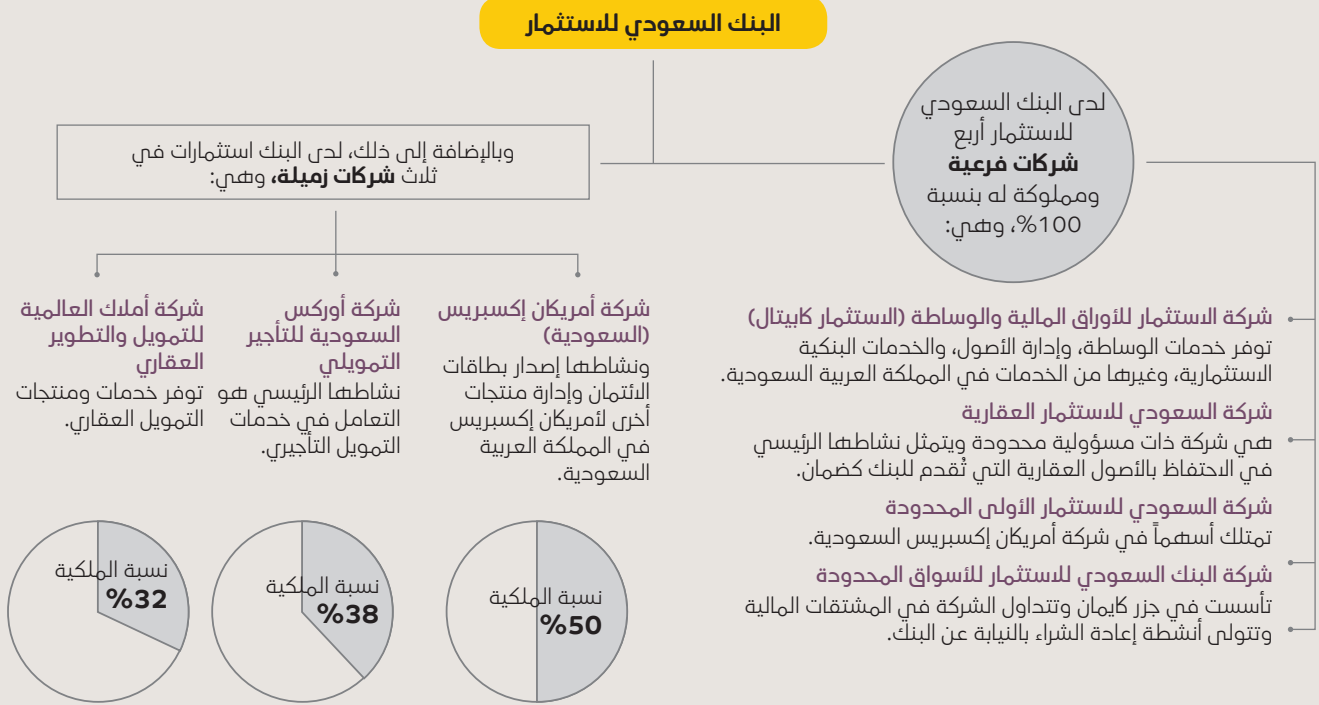 البنك السعودي للاستثمار
لدى البنك السعودي
للاستثمار أربع
شركات فرعية
ومملوكة له بنسبة
100%، وهي:
شركة الاستثمار للأوراق المالية والوساطة (الاستثمار كابيتال)
توفر خدمات الوساطة، وإدارة الأصول، والخدمات البنكية
الاستثمارية، وغيرها من الخدمات في المملكة العربية السعودية.
شركة السعودي للاستثمار العقارية
هي شركة ذات مسؤولية محدودة ويتمثل نشاطها الرئيسي
في الاحتفاظ بالأصول العقارية التي تُقدم للبنك كضمان.
شركة السعودي للاستثمار الأولى المحدودة
تمتلك أسهماً في شركة أمريكان إكسبريس السعودية.
شركة البنك السعودي للاستثمار للأسواق المحدودة
تأسست في جزر كايمان وتتداول الشركة في المشتقات المالية
وتتولى أنشطة إعادة الشراء بالنيابة عن البنك.
وبالإضافة إلى ذلك، لدى البنك استثمارات في
ثلاث شركات زميلة، وهي:
شركة أمريكان إكسبريس
(السعودية)
ونشاطها إصدار بطاقات
الائتمان وإدارة منتجات
أخرى لأمريكان إكسبريس
في المملكة العربية
السعودية.
نسبة الملكية
%50
شركة أوركس
السعودية للتأجير
التمويلي
نشاطها الرئيسي هو
التعامل في خدمات
التمويل التأجيري.
نسبة الملكية
%38
شركة أملاك العالمية
للتمويل والتطوير
العقاري
توفر خدمات ومنتجات
التمويل العقاري.
نسبة الملكية
%32